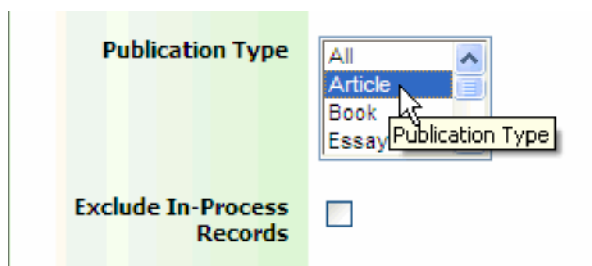 Publication Type
All
Article
Book
Essay
Publication Type
Exclude In-Process
Records